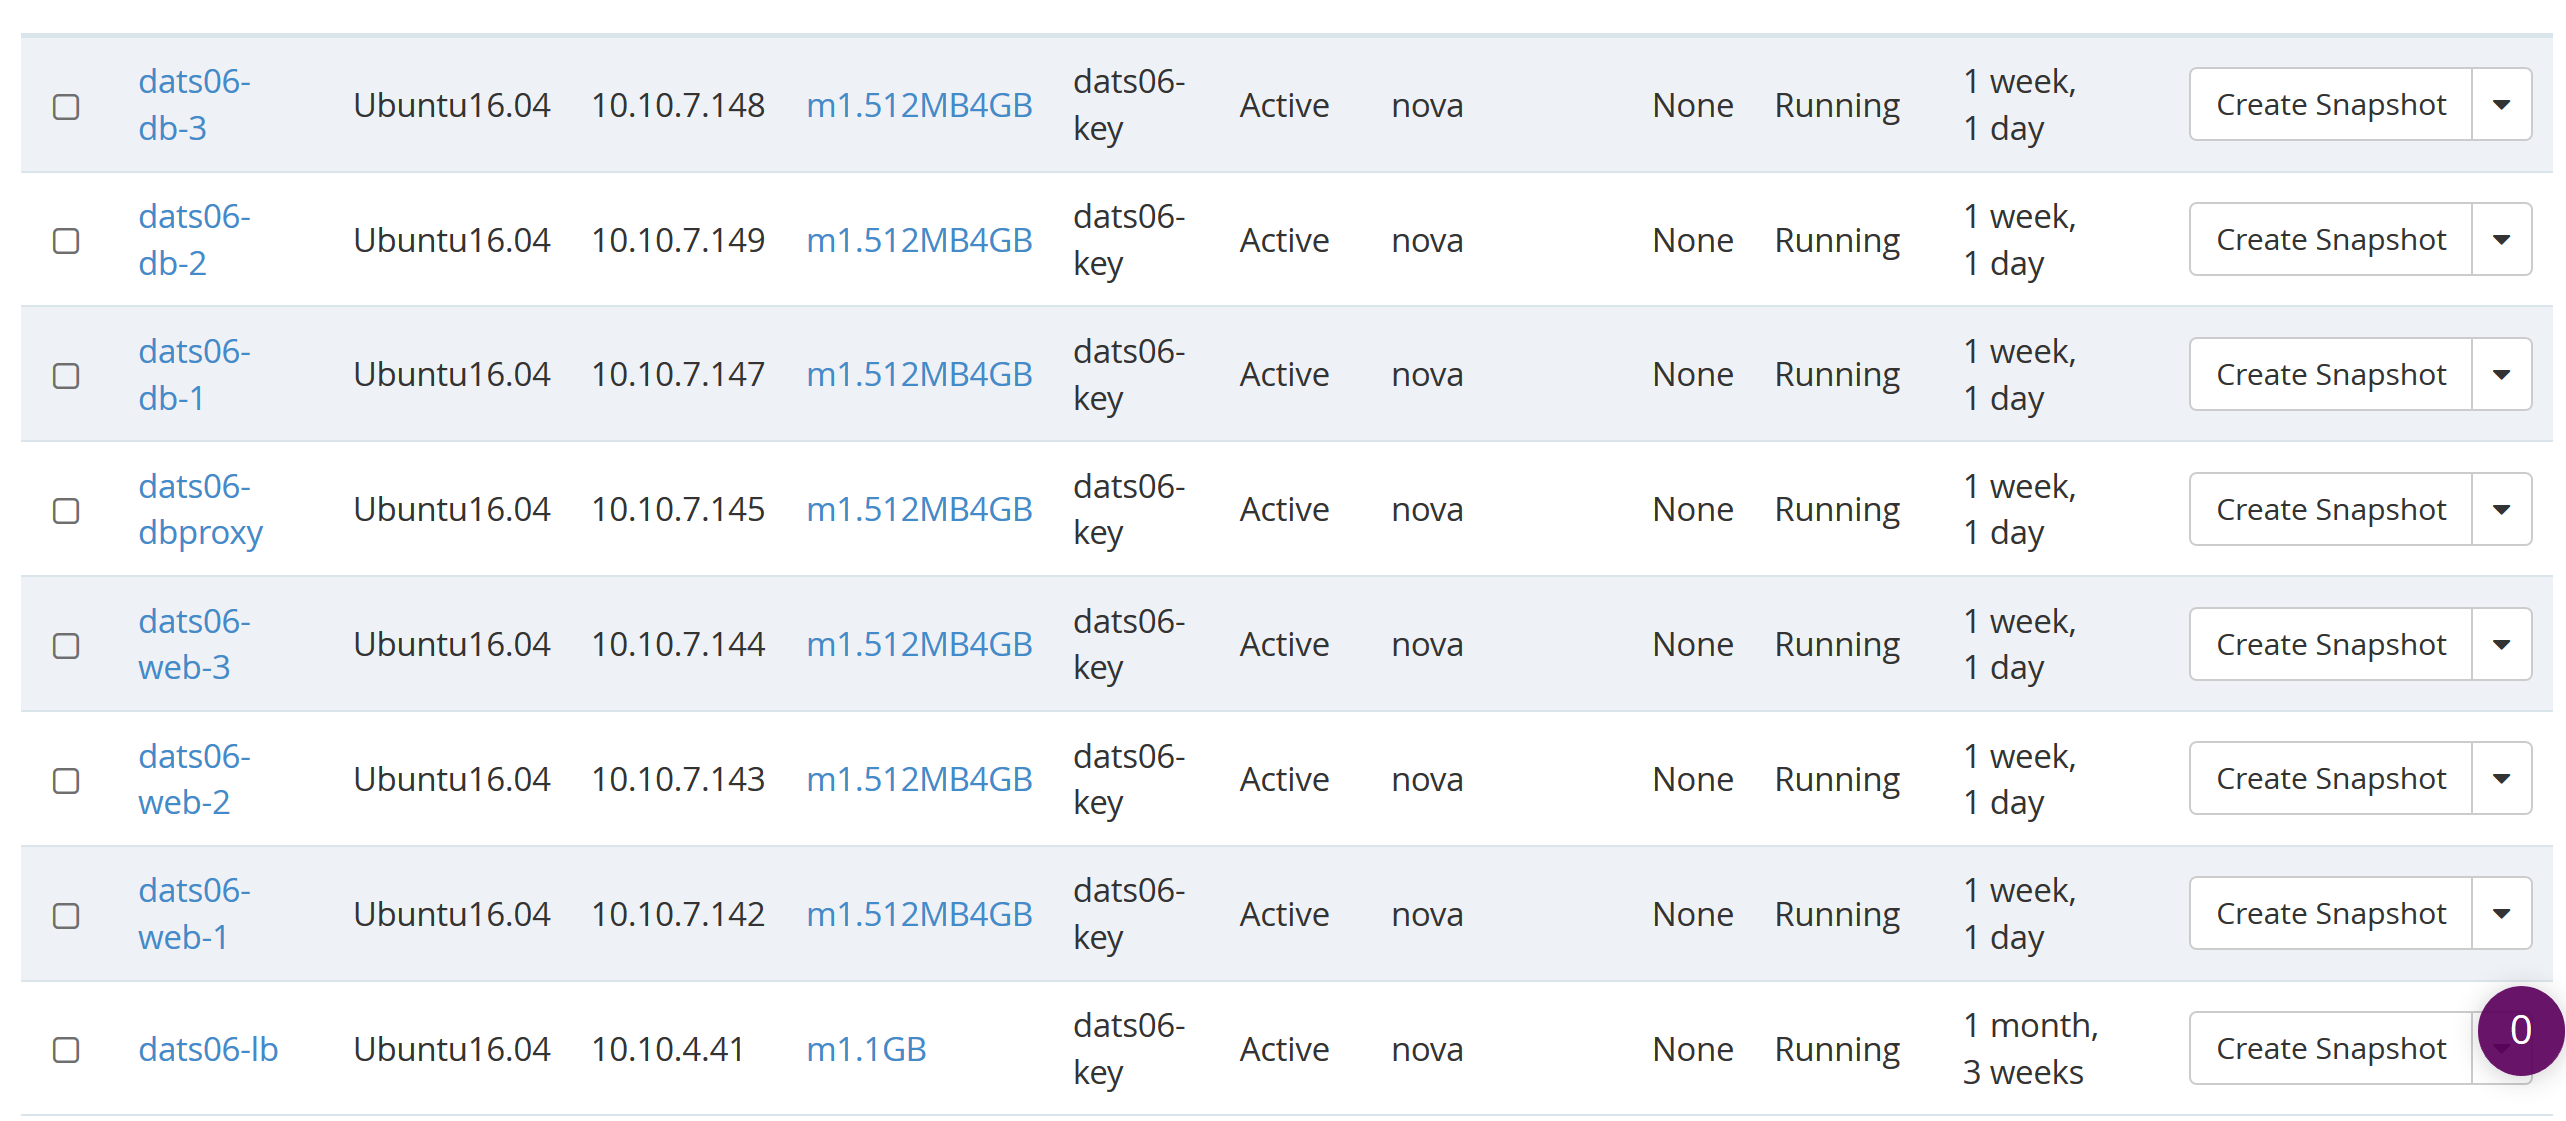 dats06-
db-3 Ubuntu16.04 10.10.7.148 m1.512MB4GB dats06-
key Active nova None Running 1 week,
1 day Create Snapshot
dats06-
db-2 Ubuntu16.04 10.10.7.149 m1.512MB4GB dats06-
key Active nova None Running 1 week,
1 day Create Snapshot
dats06-
db-1 Ubuntu16.04 10.10.7.147 m1.512MB4GB dats06-
key Active nova None Running 1 week,
1 day Create Snapshot
dats06-
dbproxy Ubuntu16.04 10.10.7.145 m1.512MB4GB dats06-
key Active nova None Running 1 week,
1 day Create Snapshot
dats06-
web-3 Ubuntu16.04 10.10.7.144 m1.512MB4GB dats06-
key Active nova None Running 1 week,
1 day Create Snapshot
dats06-
web-2 Ubuntu16.04 10.10.7.143 m1.512MB4GB dats06-
key Active nova None Running 1 week,
1 day Create Snapshot
dats06-
web-1 Ubuntu16.04 10.10.7.142 m1.512MB4GB dats06-
key Active nova None Running 1 week,
1 day Create Snapshot
dats06-lb Ubuntu16.04 10.10.4.41 m1.1GB dats06-
key Active nova None Running 1 month,
3 weeks Create Snapshot 0